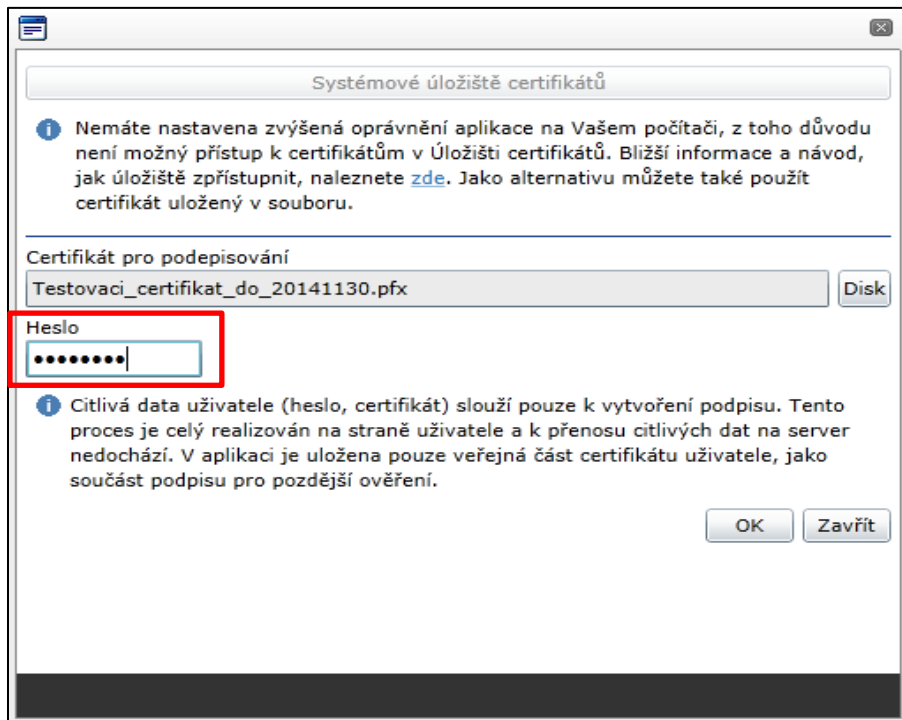 Systémové úložiště certifikátů
Nemáte nastavena zvýšená oprávnění aplikace na Vašem počítači, z toho důvodu
není možný přístup k certifikátům v Úložišti certifikátů. Bližší informace a návod,
jak úložiště zpřístupnit, naleznete zde. Jako alternativu můžete také použít
certifikát uložený v souboru.
Certifikát pro podepisování
Testovaci_certifikat_do_20141130.pfx Disk
Heslo
••••••••
Citlivá data uživatele (heslo, certifikát) slouží pouze k vytvoření podpisu. Tento
proces je celý realizován na straně uživatele a k přenosu citlivých dat na server
nedochází. V aplikaci je uložena pouze veřejná část certifikátu uživatele, jako
součást podpisu pro pozdější ověření.
OK Zavřít